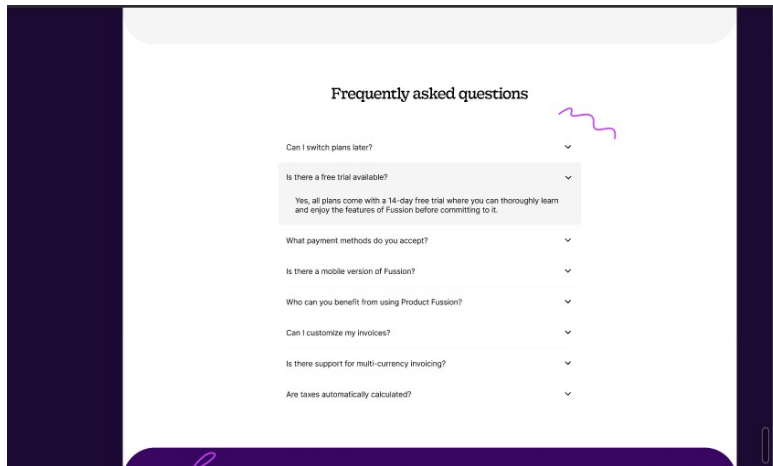 Frequently asked questions
Can I switch plans later?
Is there a free trial available?
Yes, all plans come with a 14-day free trial where you can thoroughly learn
and enjoy the features of Fussion before committing to it.
What payment methods do you accept?
Is there a mobile version of Fussion?
Who can you benefit from using Product Fussion?
Can I customize my invoices?
Is there support for multi-currency invoicing?
Are taxes automatically calculated?